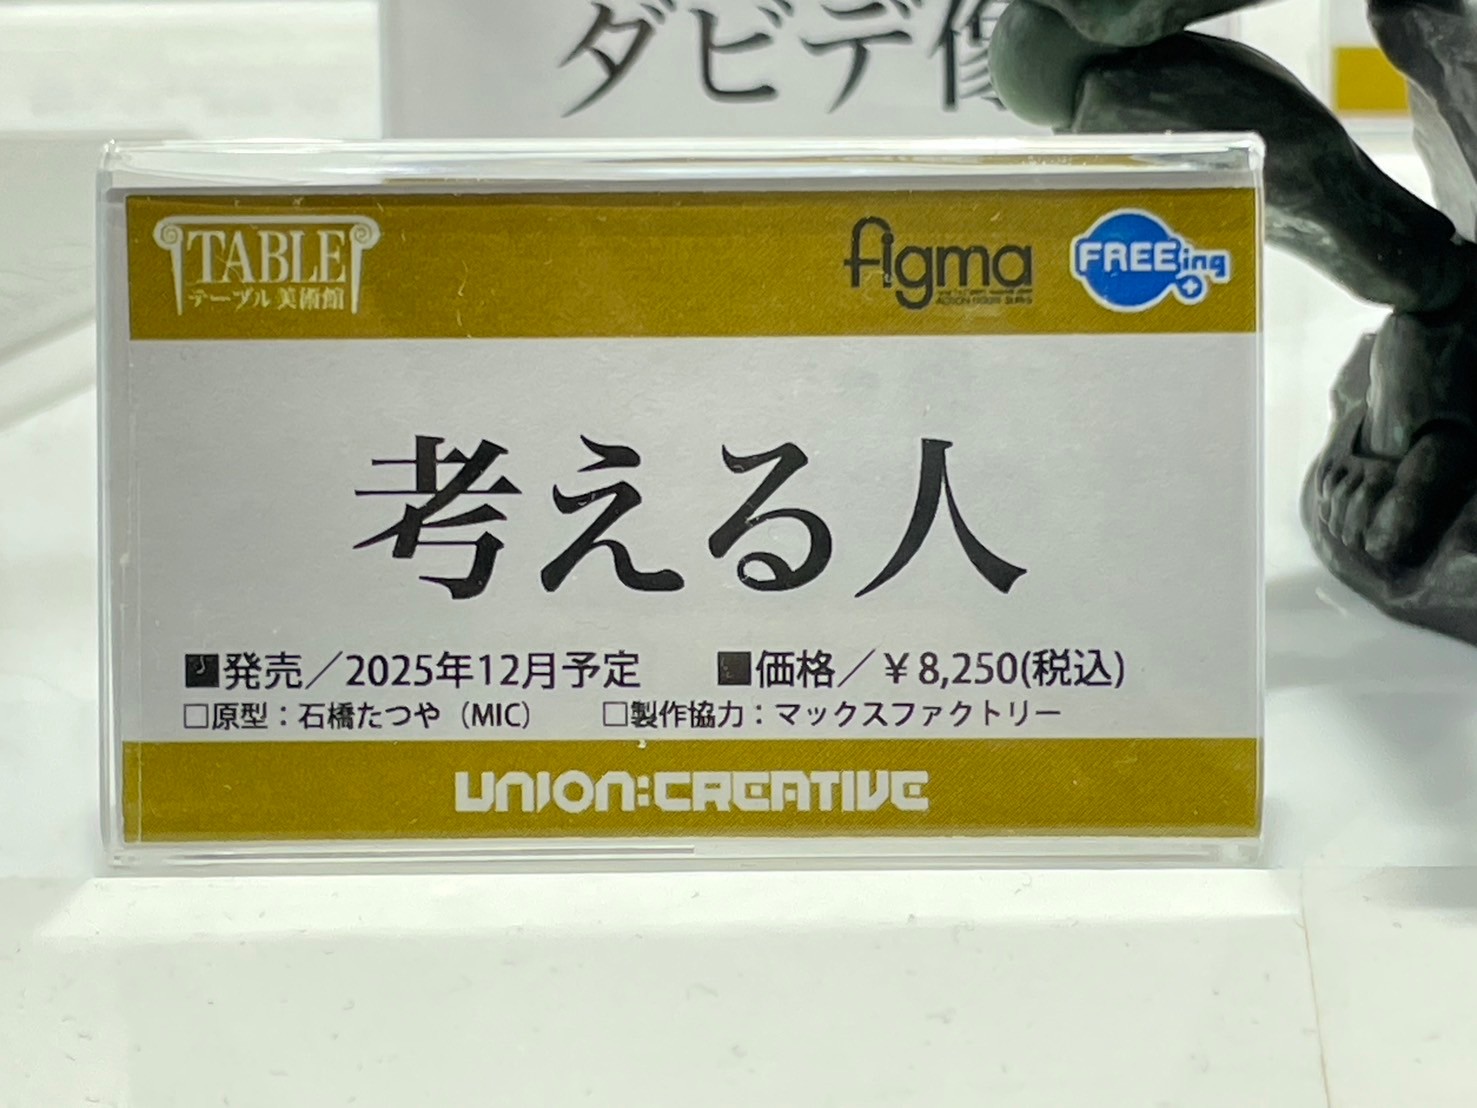 ダビデ像
TABLE
テーブル美術館
figma
FREEing
考える人
■発売／2025年12月予定 ■価格／￥8,250(税込)
□原型：石橋たつや（MIC） □製作協力：マックスファクトリー
UNION:CREATIVE